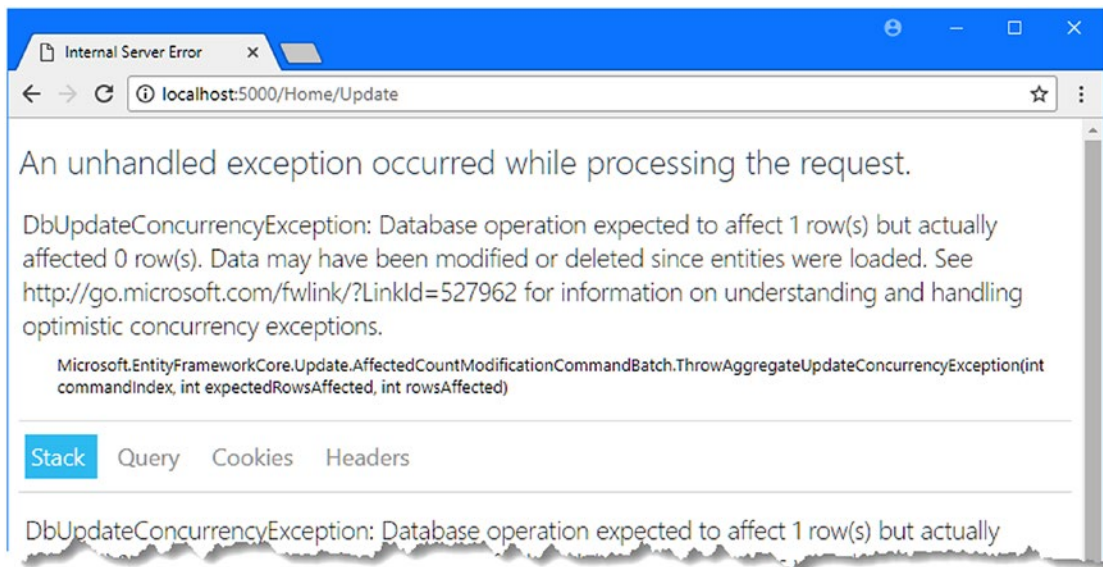 Internal Server Error
localhost:5000/Home/Update
An unhandled exception occurred while processing the request.
DbUpdateConcurrencyException: Database operation expected to affect 1 row(s) but actually
affected 0 row(s). Data may have been modified or deleted since entities were loaded. See
http://go.microsoft.com/fwlink/?LinkId=527962 for information on understanding and handling
optimistic concurrency exceptions.
Microsoft.EntityFrameworkCore.Update.AffectedCountModificationCommandBatch.ThrowAggregateUpdateConcurrencyException(int
commandIndex, int expectedRowsAffected, int rowsAffected)
Stack Query Cookies Headers
DbUpdateConcurrencyException: Database operation expected to affect 1 row(s) but actually